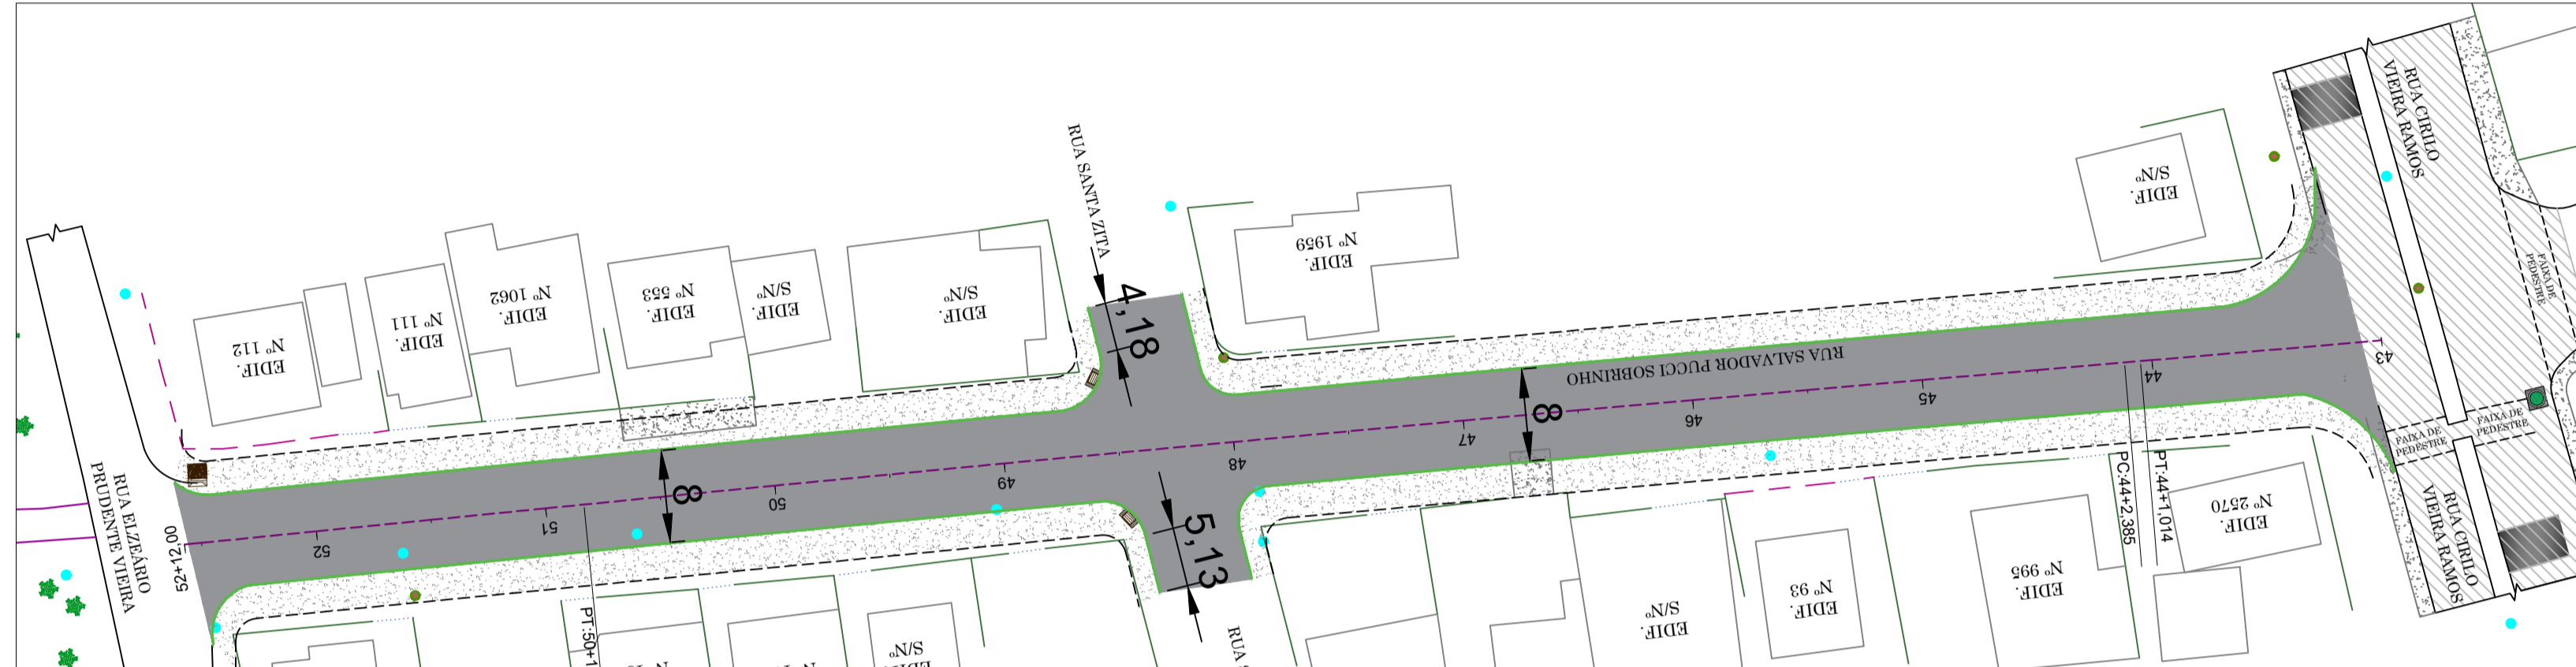 RUA ELZEÁRIO
PRUDENTE VIEIRA
52+12,00
EDIF.
Nº 112
EDIF.
Nº 111
EDIF.
Nº 1062
EDIF.
Nº 553
EDIF.
S/Nº
EDIF.
S/Nº
RUA SANTA ZITA
4,18
EDIF.
Nº 1959
EDIF.
S/Nº
RUA CIRILO
VIEIRA RAMOS
FAIXA DE
PEDESTRE
RUA SALVADOR PUCCI SOBRINHO
52
51
50
49
48
47
46
45
44
43
8
8
5,13
PT:50+1
S/Nº
RUA
EDIF.
S/Nº
EDIF.
Nº 93
EDIF.
Nº 995
PC:44+2,385
PT:44+1,014
EDIF.
Nº 2570
FAIXA DE
PEDESTRE
FAIXA DE
PEDESTRE
RUA CIRILO
VIEIRA RAMOS